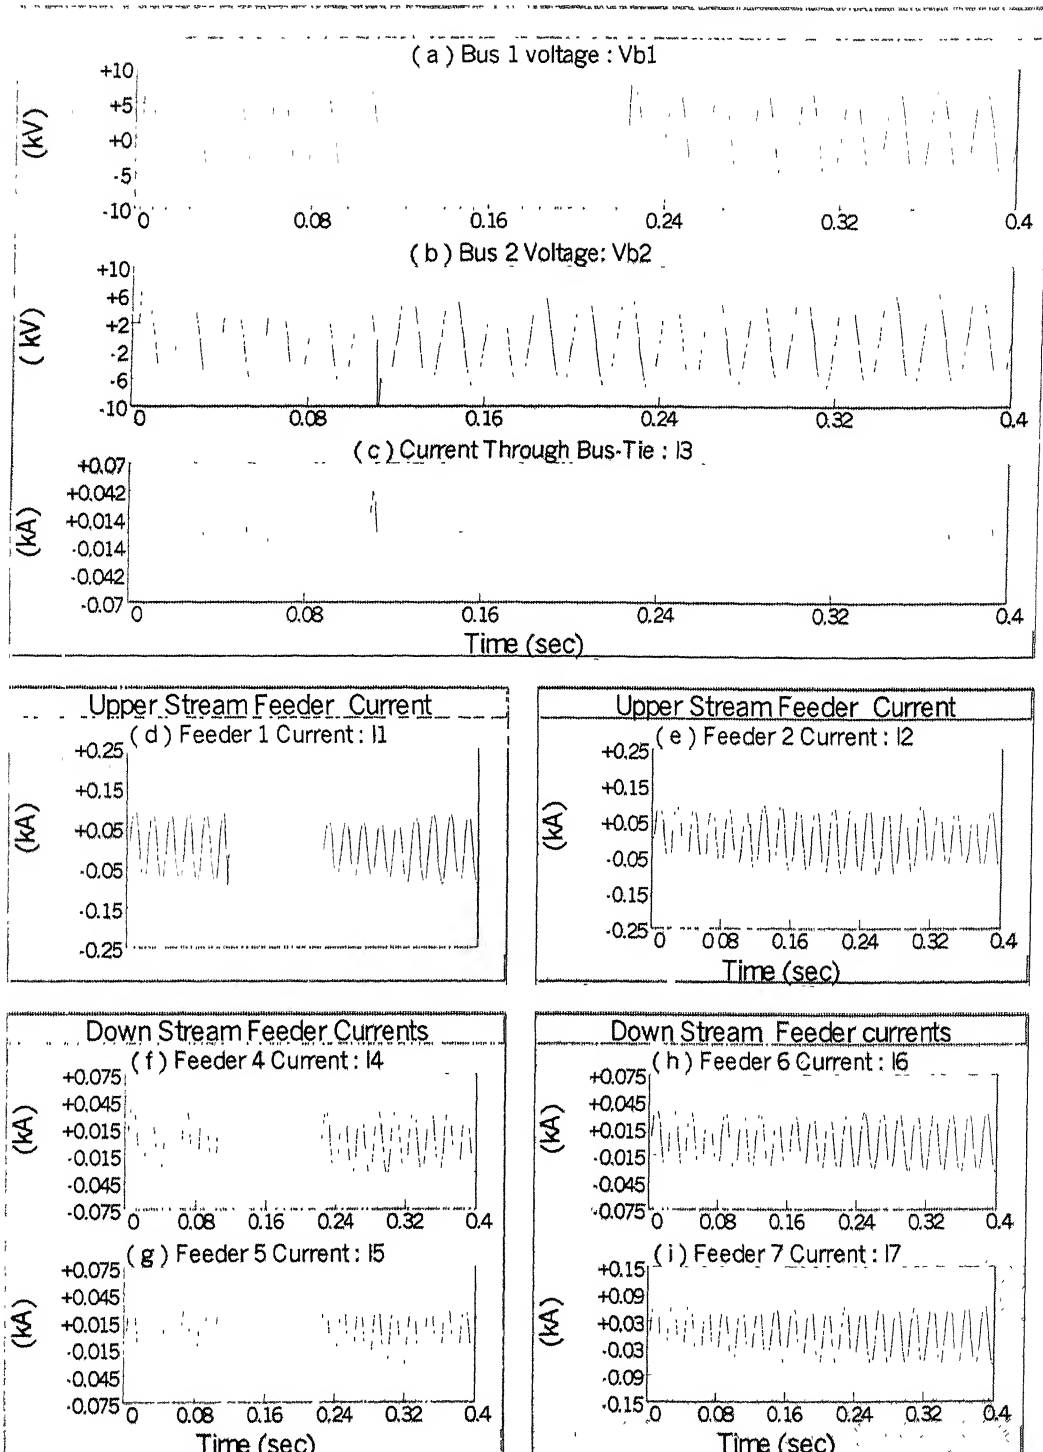 ( a ) Bus 1 voltage : Vb1
+10
+5
+0
-5
-10
(kV)
0 0.08 0.16 0.24 0.32 0.4
( b ) Bus 2 Voltage: Vb2
+10
+6
+2
-2
-6
-10
( kV)
0 0.08 0.16 0.24 0.32 0.4
( c ) Current Through Bus-Tie : I3
+0.07
+0.042
+0.014
-0.014
-0.042
-0.07
(kA)
0 0.08 0.16 0.24 0.32 0.4
Time (sec)
Upper Stream Feeder Current
( d ) Feeder 1 Current : I1
+0.25
+0.15
+0.05
-0.05
-0.15
-0.25
(kA)
Upper Stream Feeder Current
( e ) Feeder 2 Current : I2
+0.25
+0.15
+0.05
-0.05
-0.15
-0.25
(kA)
0 0.08 0.16 0.24 0.32 0.4
Time (sec)
Down Stream Feeder Currents
( f ) Feeder 4 Current : I4
+0.075
+0.045
+0.015
-0.015
-0.045
-0.075
(kA)
0 0.08 0.16 0.24 0.32 0.4
( g ) Feeder 5 Current : I5
+0.075
+0.045
+0.015
-0.015
-0.045
-0.075
(kA)
0 0.08 0.16 0.24 0.32 0.4
Time (sec)
Down Stream Feeder currents
( h ) Feeder 6 Current : I6
+0.075
+0.045
+0.015
-0.015
-0.045
-0.075
(kA)
0 0.08 0.16 0.24 0.32 0.4
( i ) Feeder 7 Current : I7
+0.15
+0.09
+0.03
-0.03
-0.09
-0.15
(kA)
0 0.08 0.16 0.24 0.32 0.4
Time (sec)